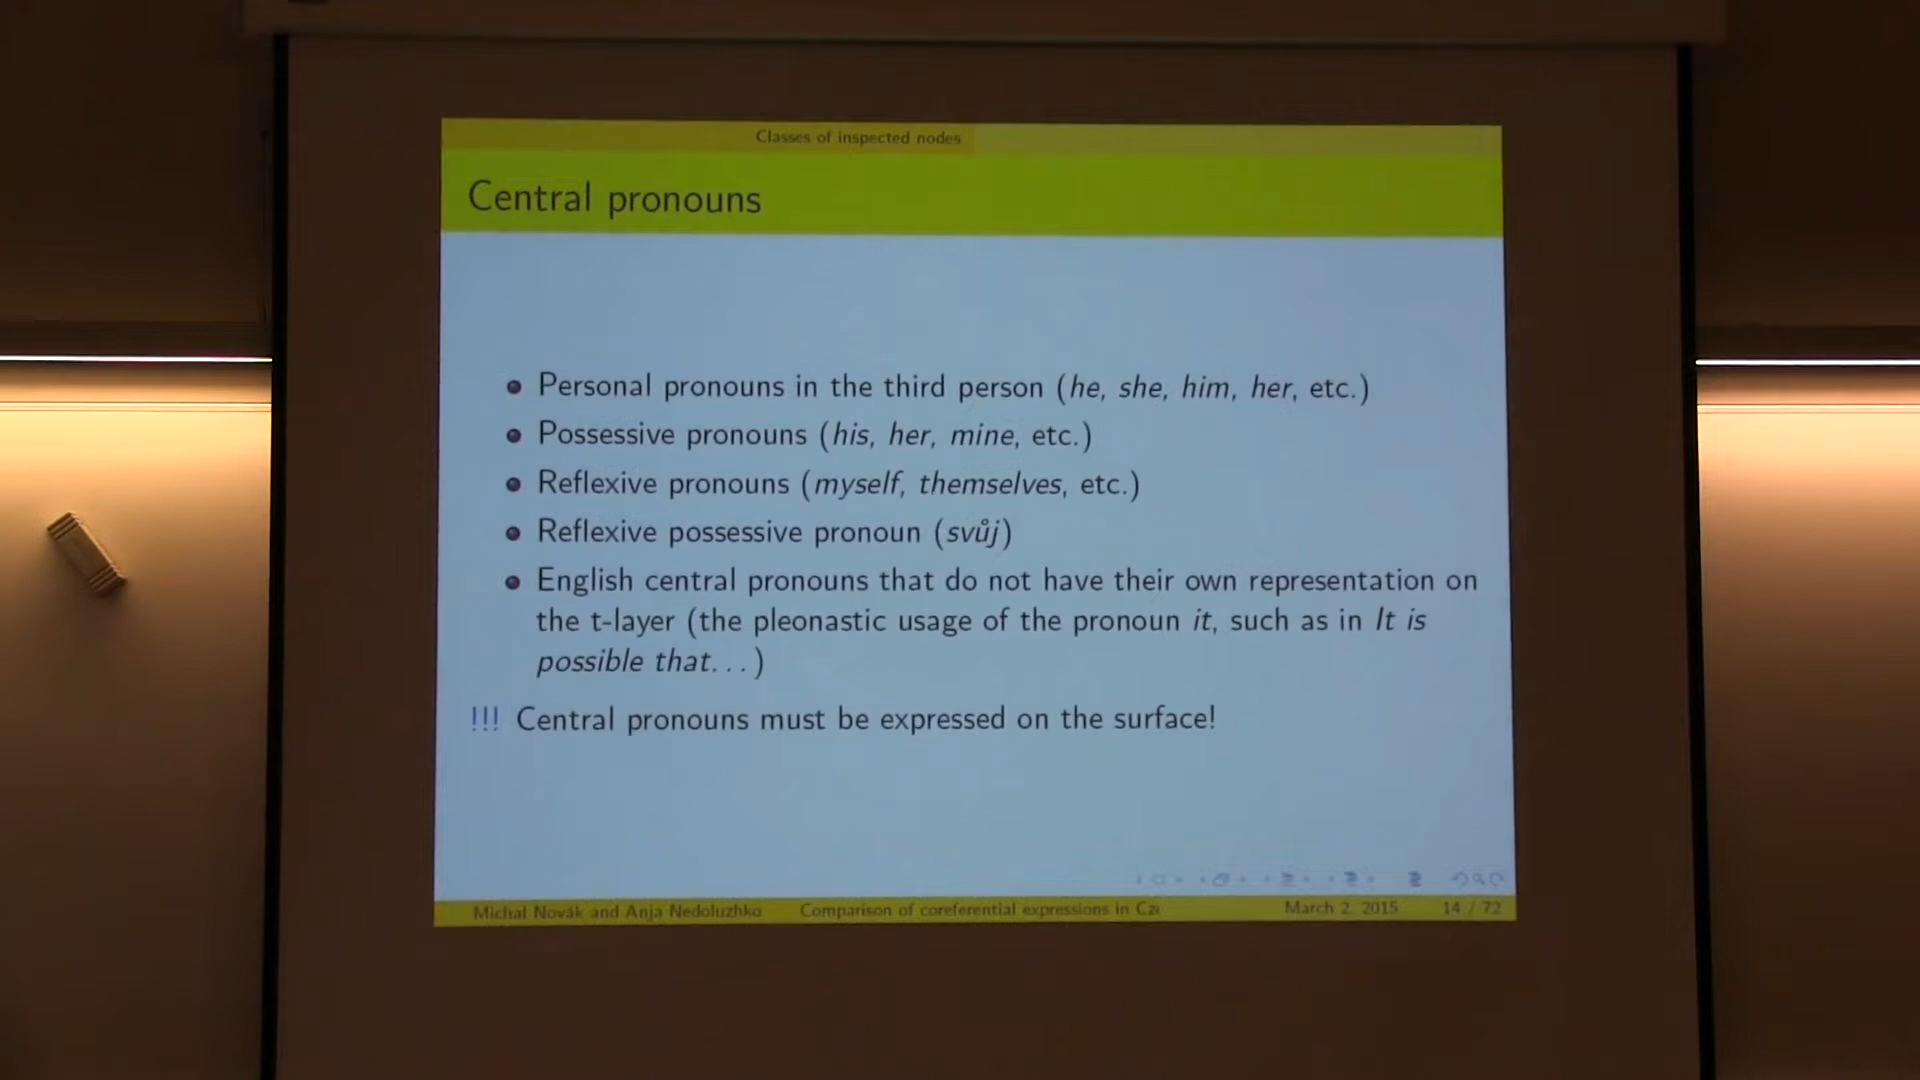 Classes of inspected nodes
Central pronouns
Personal pronouns in the third person (he, she, him, her, etc.)
Possessive pronouns (his, her, mine, etc.)
Reflexive pronouns (myself, themselves, etc.)
Reflexive possessive pronoun (svůj)
English central pronouns that do not have their own representation on
the t-layer (the pleonastic usage of the pronoun it, such as in It is
possible that. . . )
!!! Central pronouns must be expressed on the surface!
Michal Novák and Anja Nedoluzhko Comparison of coreferential expressions in Cze March 2, 2015 14 / 72